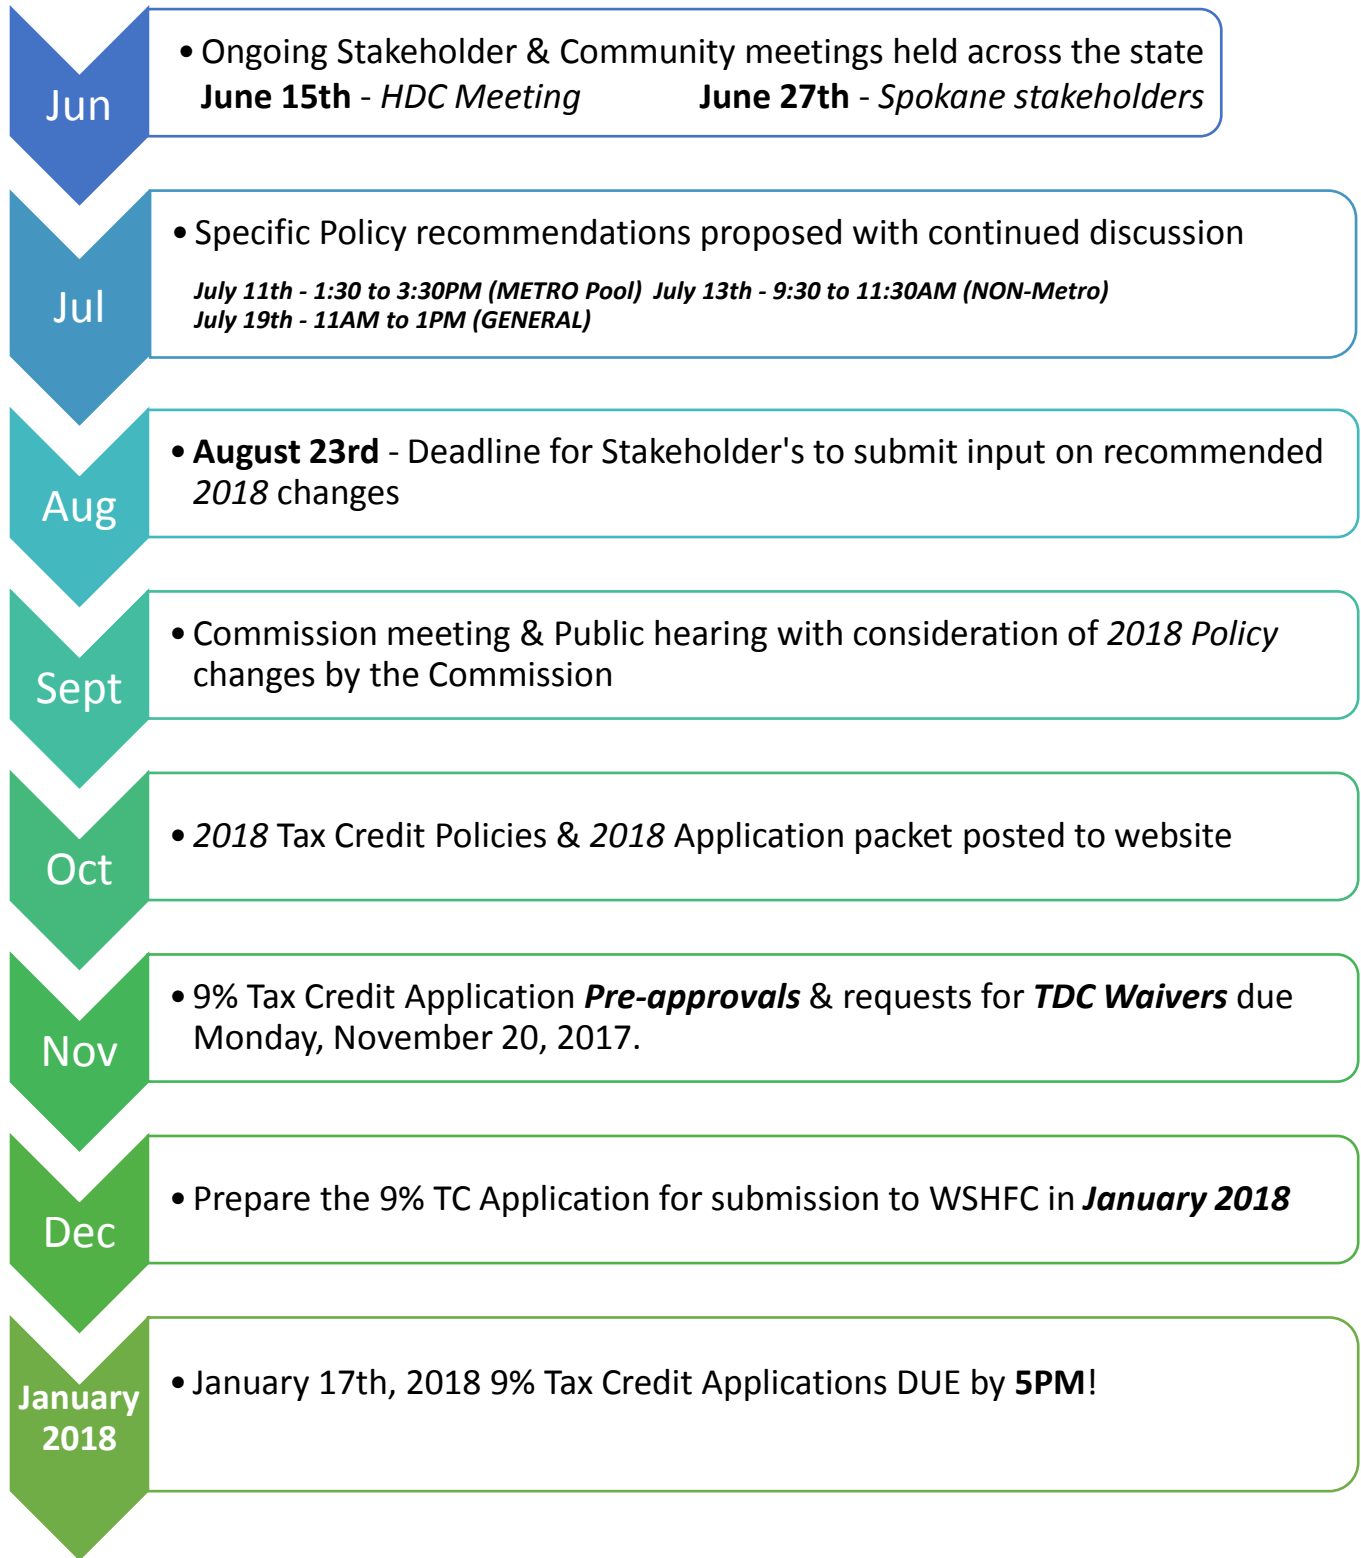 Jun
• Ongoing Stakeholder & Community meetings held across the state
June 15th - HDC Meeting June 27th - Spokane stakeholders
Jul
• Specific Policy recommendations proposed with continued discussion
July 11th - 1:30 to 3:30PM (METRO Pool) July 13th - 9:30 to 11:30AM (NON-Metro)
July 19th - 11AM to 1PM (GENERAL)
Aug
• August 23rd - Deadline for Stakeholder's to submit input on recommended
2018 changes
Sept
• Commission meeting & Public hearing with consideration of 2018 Policy
changes by the Commission
Oct
• 2018 Tax Credit Policies & 2018 Application packet posted to website
Nov
• 9% Tax Credit Application Pre-approvals & requests for TDC Waivers due
Monday, November 20, 2017.
Dec
• Prepare the 9% TC Application for submission to WSHFC in January 2018
January
2018
• January 17th, 2018 9% Tax Credit Applications DUE by 5PM!